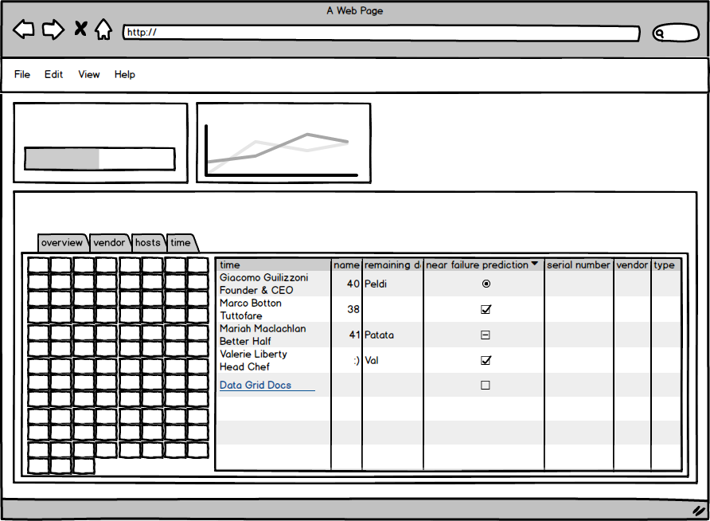 A Web Page
http://
File Edit View Help
overview vendor hosts time
time name remaining d near failure prediction serial number vendor type
Giacomo Guilizzoni
Founder & CEO 40 Peldi
Marco Botton
Tuttofare 38
Mariah Maclachlan
Better Half 41 Patata
Valerie Liberty
Head Chef :) Val
Data Grid Docs